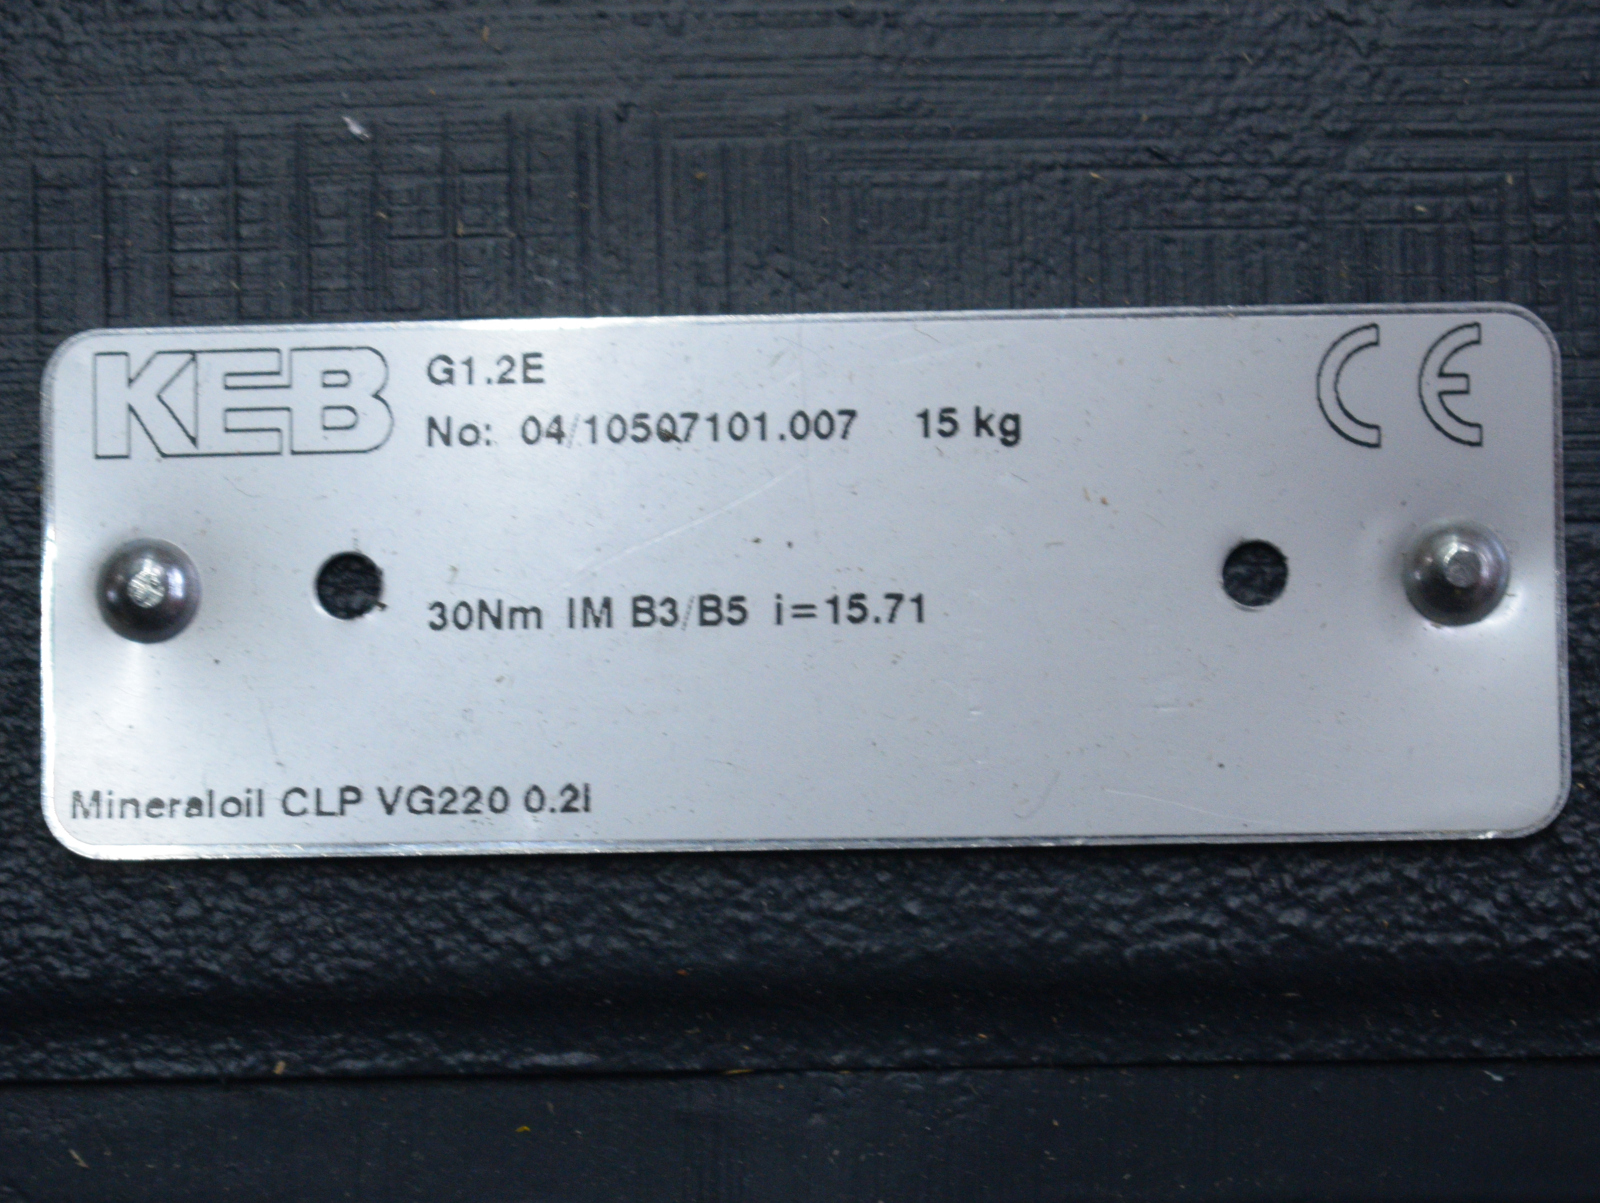 KEB G1.2E CE
No: 04/10507101.007 15 kg
30Nm IM B3/B5 i=15.71
Mineraloil CLP VG220 0.2l